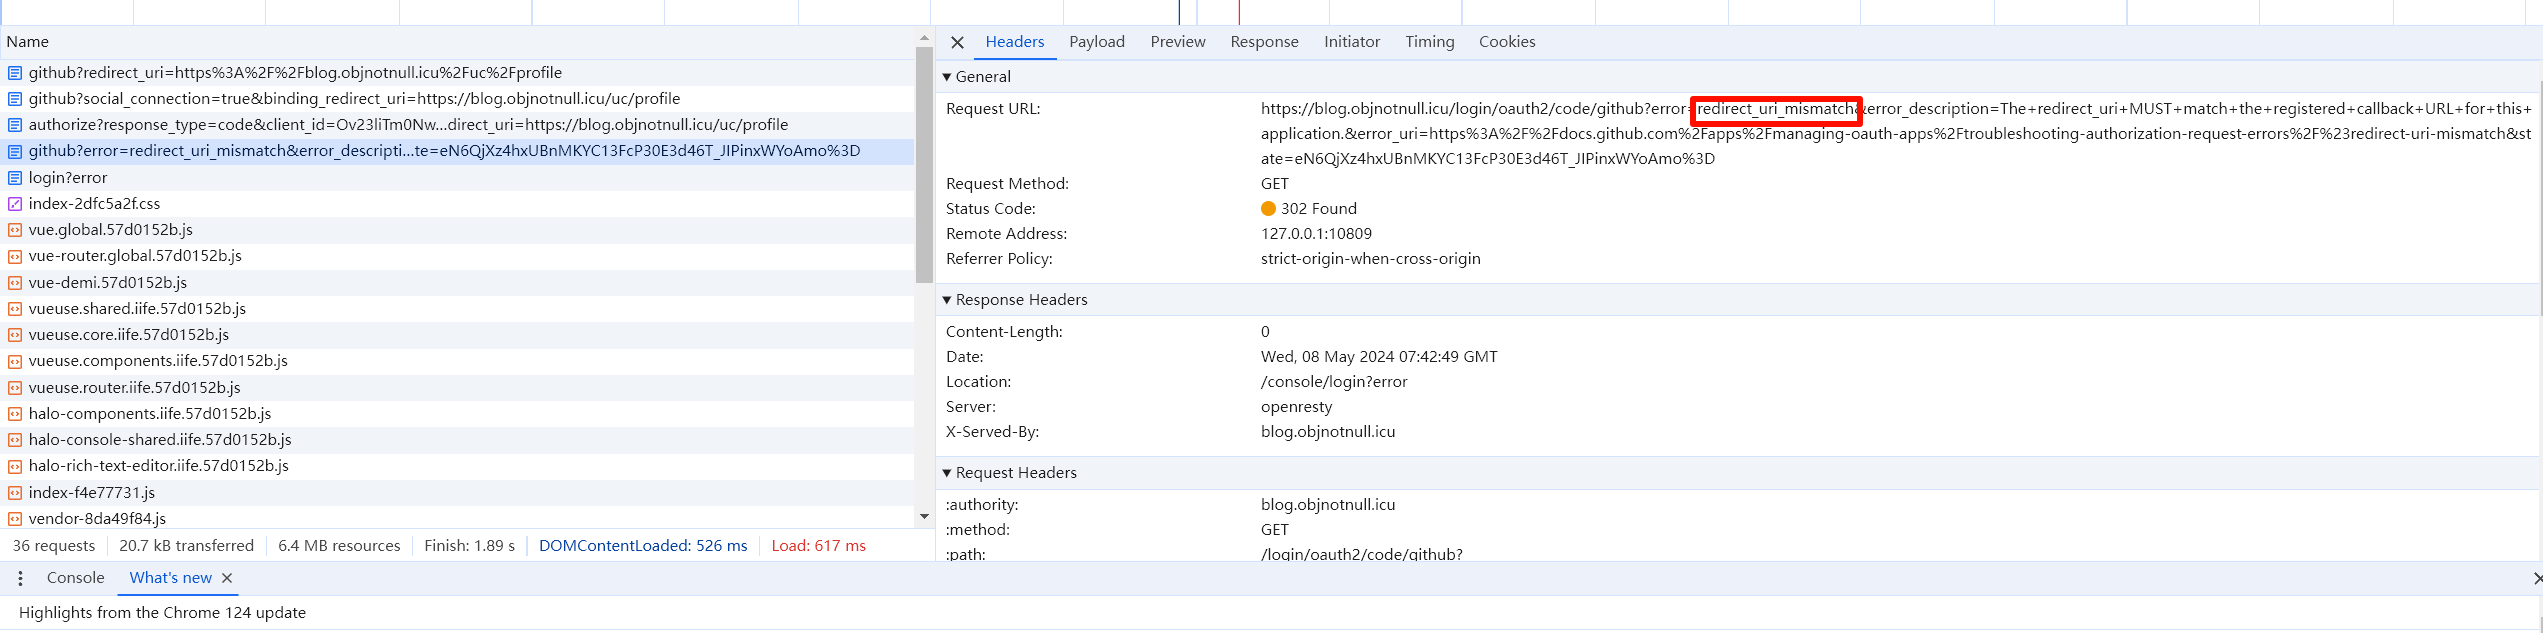 Name
github?redirect_uri=https%3A%2F%2Fblog.objnotnull.icu%2Fuc%2Fprofile
github?social_connection=true&binding_redirect_uri=https://blog.objnotnull.icu/uc/profile
authorize?response_type=code&client_id=Ov23liTm0Nw...direct_uri=https://blog.objnotnull.icu/uc/profile
github?error=redirect_uri_mismatch&error_descripti...te=eN6QjXz4hxUBnMKYC13FcP30E3d46T_JIPinxWYoAmo%3D
login?error
index-2dfc5a2f.css
vue.global.57d0152b.js
vue-router.global.57d0152b.js
vue-demi.57d0152b.js
vueuse.shared.iife.57d0152b.js
vueuse.core.iife.57d0152b.js
vueuse.components.iife.57d0152b.js
vueuse.router.iife.57d0152b.js
halo-components.iife.57d0152b.js
halo-console-shared.iife.57d0152b.js
halo-rich-text-editor.iife.57d0152b.js
index-f4e77731.js
vendor-8da49f84.js
36 requests 20.7 kB transferred 6.4 MB resources Finish: 1.89 s DOMContentLoaded: 526 ms Load: 617 ms
Headers Payload Preview Response Initiator Timing Cookies
General
Request URL: https://blog.objnotnull.icu/login/oauth2/code/github?error=redirect_uri_mismatch&error_description=The+redirect_uri+MUST+match+the+registered+callback+URL+for+this+
application.&error_uri=https%3A%2F%2Fdocs.github.com%2Fapps%2Fmanaging-oauth-apps%2Ftroubleshooting-authorization-request-errors%2F%23redirect-uri-mismatch&st
ate=eN6QjXz4hxUBnMKYC13FcP30E3d46T_JIPinxWYoAmo%3D
Request Method: GET
Status Code: 302 Found
Remote Address: 127.0.0.1:10809
Referrer Policy: strict-origin-when-cross-origin
Response Headers
Content-Length: 0
Date: Wed, 08 May 2024 07:42:49 GMT
Location: /console/login?error
Server: openresty
X-Served-By: blog.objnotnull.icu
Request Headers
:authority: blog.objnotnull.icu
:method: GET
:path: /login/oauth2/code/github?
Console What's new
Highlights from the Chrome 124 update